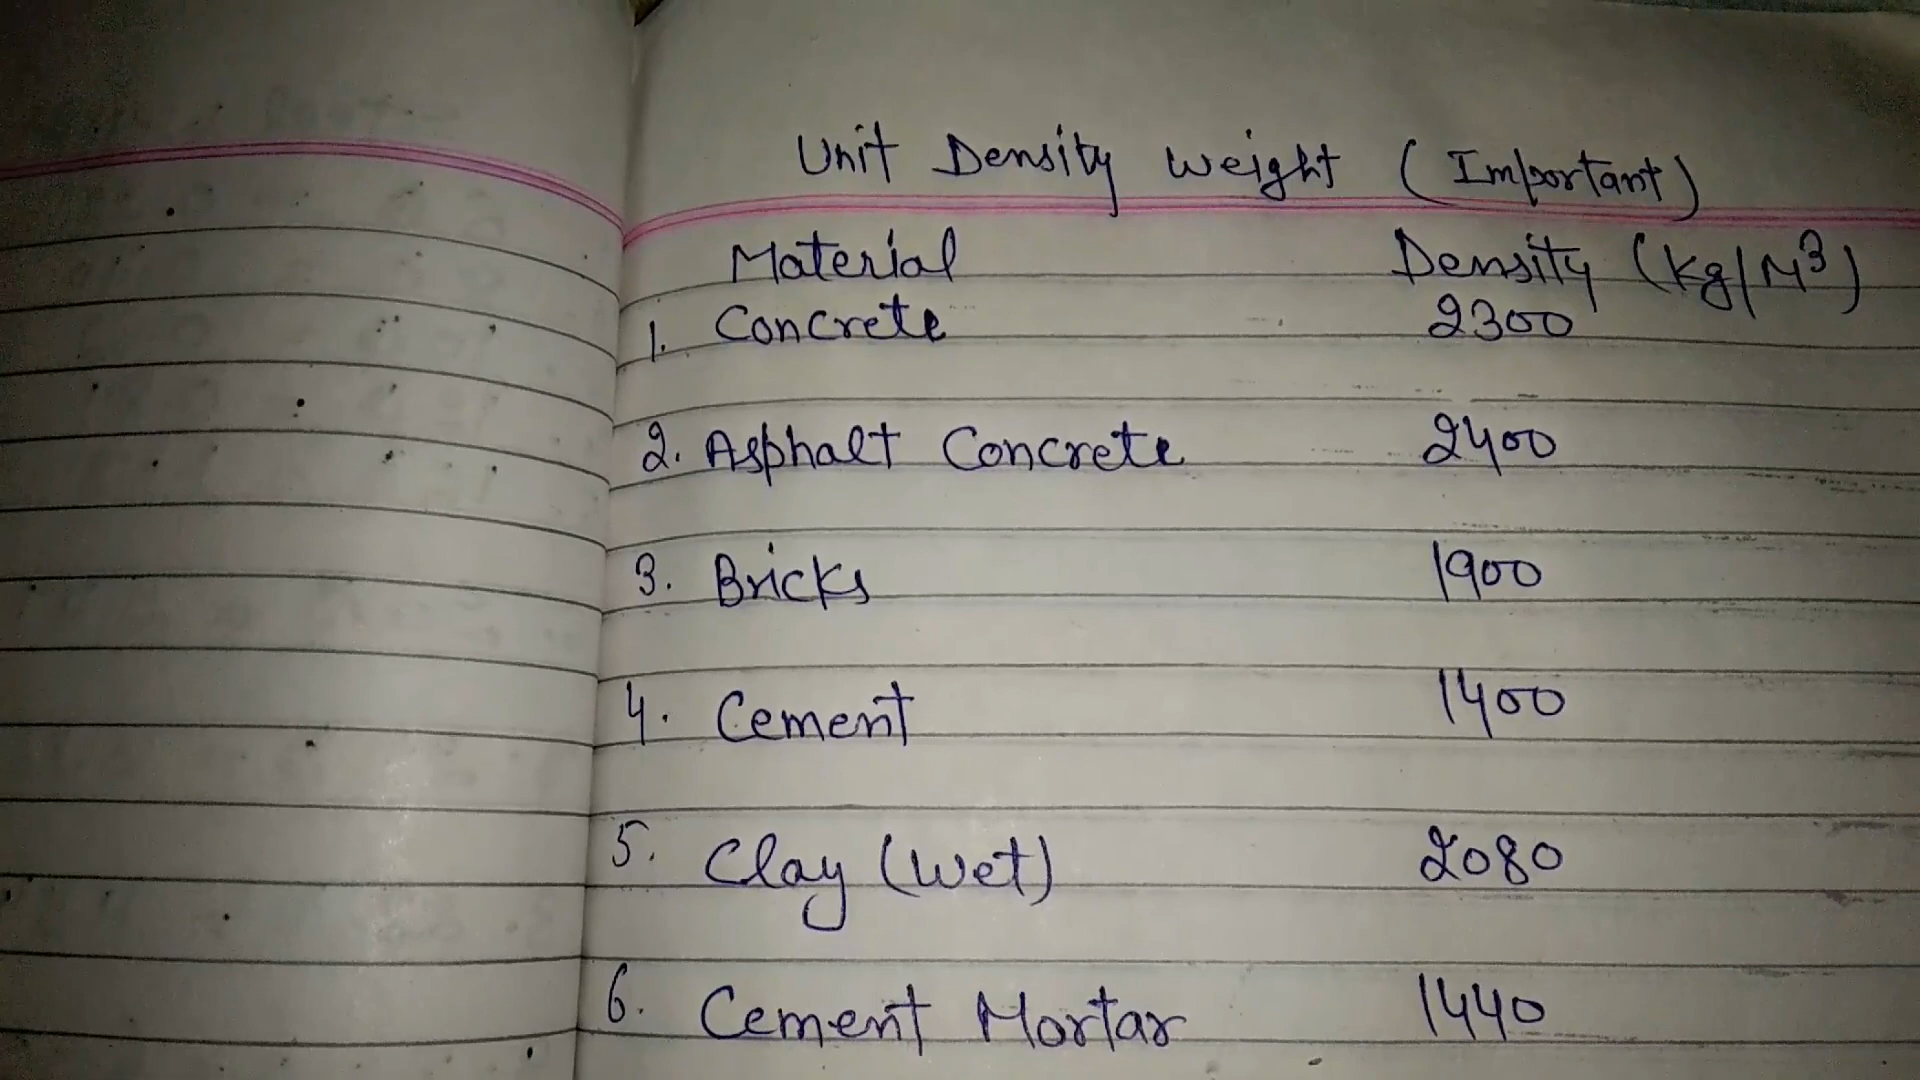 Unit Density Weight (Important)
Material Density (Kg/M³)
1. Concrete 2300
2. Asphalt Concrete 2400
3. Bricks 1900
4. Cement 1400
5. Clay (Wet) 2080
6. Cement Mortar 1440